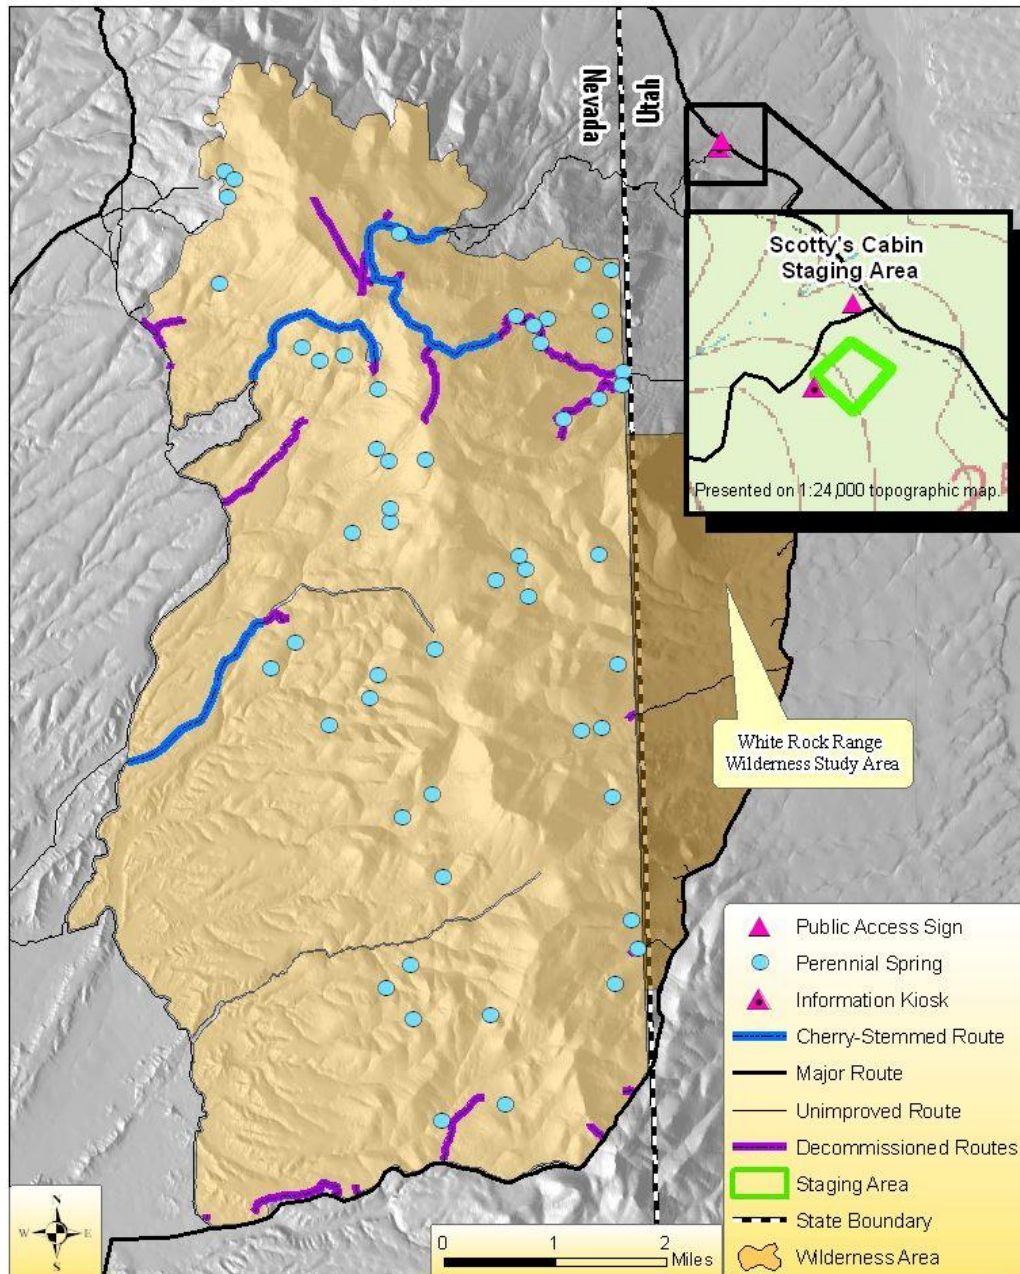 Nevada
Utah
Scotty's Cabin
Staging Area
Presented on 1:24,000 topographic map.
White Rock Range
Wilderness Study Area
Public Access Sign
Perennial Spring
Information Kiosk
Cherry-Stemmed Route
Major Route
Unimproved Route
Decommissioned Routes
Staging Area
State Boundary
Wilderness Area
N
W E
S
0 1 2
Miles